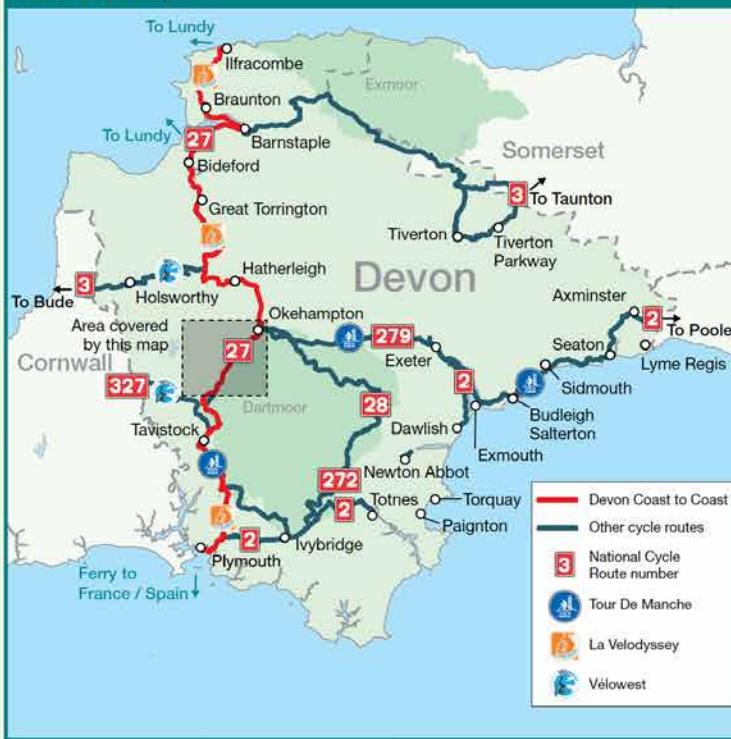 To Lundy
Ilfracombe
Exmoor
Braunton
To Lundy
27
Barnstaple
Somerset
Bideford
3
To Taunton
Great Torrington
Tiverton
Tiverton
Parkway
Hatherleigh
Devon
3
To Bude
Holsworthy
Axminster
Okehampton
2
To Poole
Area covered
by this map
279
Seaton
Cornwall
27
Exeter
Lyme Regis
327
2
Sidmouth
28
Dartmoor
Budleigh
Salterton
Tavistock
Dawlish
Exmouth
Newton Abbot
272
Totnes
Torquay
2
Paignton
2
Ivybridge
Plymouth
Ferry to
France / Spain
Devon Coast to Coast
Other cycle routes
3
National Cycle
Route number
Tour De Manche
La Velodyssey
Vélowest